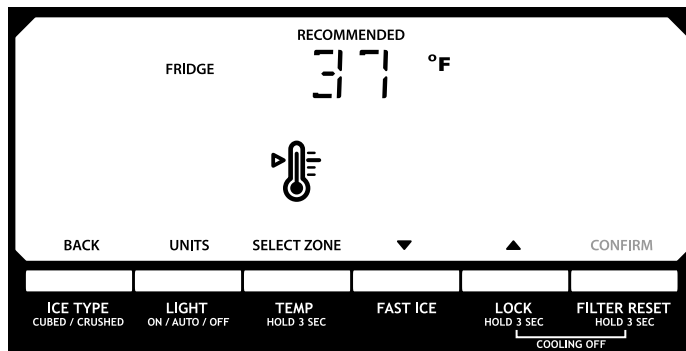 RECOMMENDED
FRIDGE 37 °F
BACK UNITS SELECT ZONE ▼ ▲ CONFIRM
ICE TYPE LIGHT TEMP FAST ICE LOCK FILTER RESET
CUBED / CRUSHED ON / AUTO / OFF HOLD 3 SEC HOLD 3 SEC HOLD 3 SEC
COOLING OFF